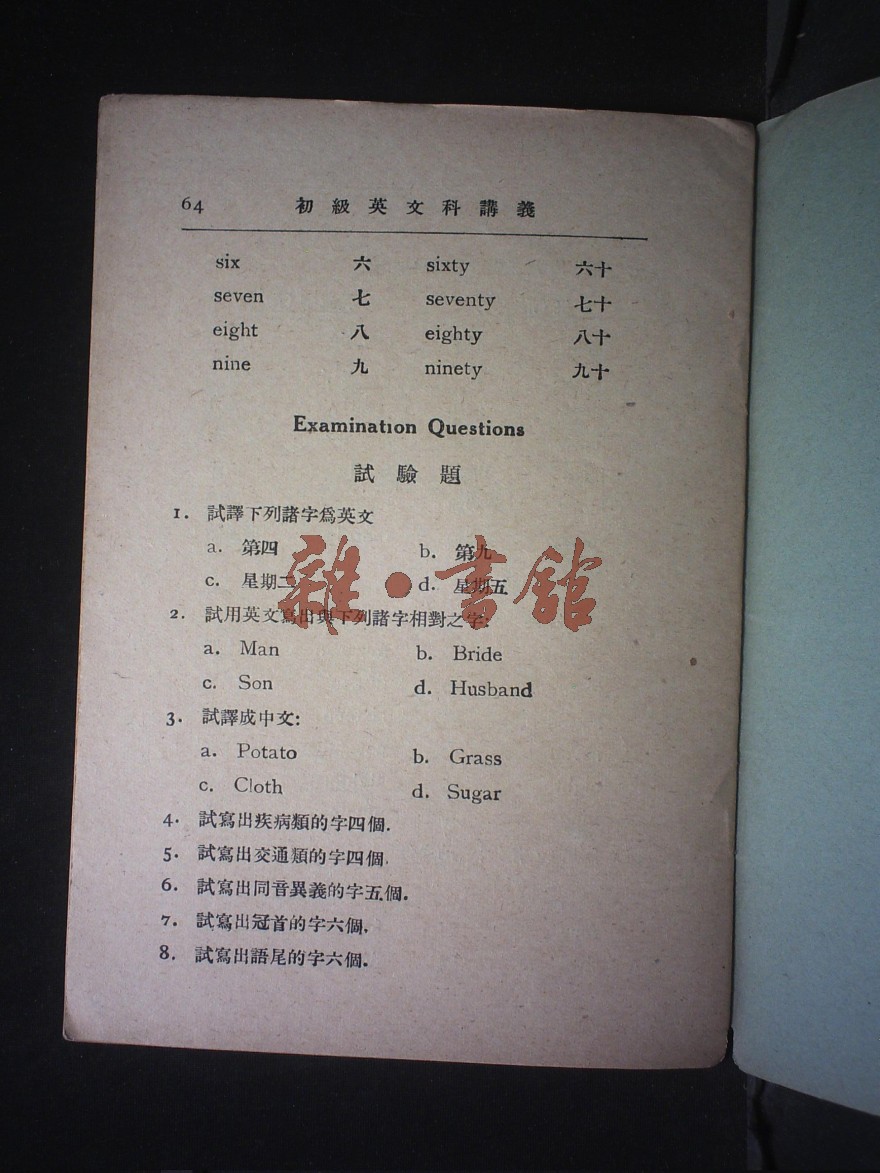 64 初級英文科講義
six 六 sixty 六十
seven 七 seventy 七十
eight 八 eighty 八十
nine 九 ninety 九十
Examination Questions
試驗題
1. 試譯下列諸字爲英文
a. 第四 b. 第九
c. 星期二 d. 星期五
2. 試用英文寫出與下列諸字相對之字:
a. Man b. Bride
c. Son d. Husband
3. 試譯成中文:
a. Potato b. Grass
c. Cloth d. Sugar
4. 試寫出疾病類的字四個.
5. 試寫出交通類的字四個.
6. 試寫出同音異義的字五個.
7. 試寫出冠首的字六個.
8. 試寫出語尾的字六個.
雜·書館